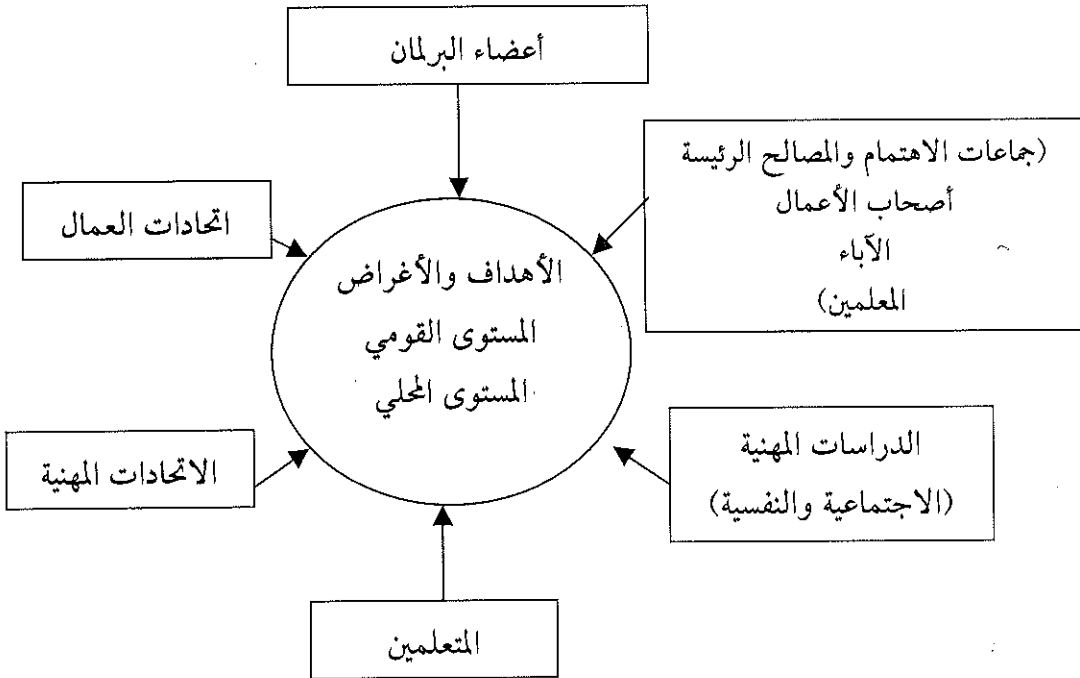 أعضاء البرلمان
(جماعات الاهتمام والمصالح الرئيسة
أصحاب الأعمال
الآباء
المعلمين)
اتحادات العمال
الأهداف والأغراض
المستوى القومي
المستوى المحلي
الدراسات المهنية
(الاجتماعية والنفسية)
الاتحادات المهنية
المتعلمين